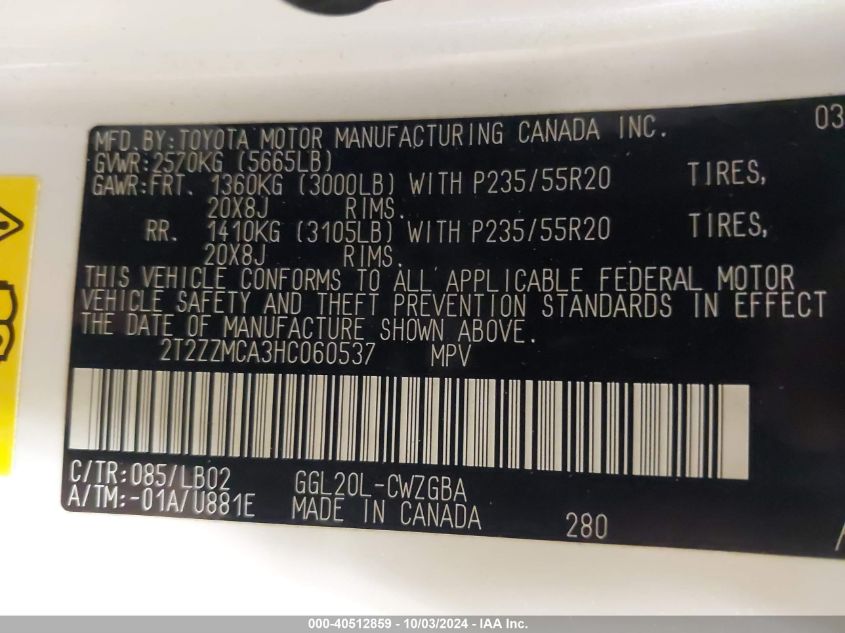 MFD.BY:TOYOTA MOTOR MANUFACTURING CANADA INC. 03
GVWR:2570KG (5665LB)
GAWR:FRT. 1360KG (3000LB) WITH P235/55R20 TIRES,
20X8J RIMS.
RR. 1410KG (3105LB) WITH P235/55R20 TIRES,
20X8J RIMS.
THIS VEHICLE CONFORMS TO ALL APPLICABLE FEDERAL MOTOR
VEHICLE SAFETY AND THEFT PREVENTION STANDARDS IN EFFECT
THE DATE OF MANUFACTURE SHOWN ABOVE.
2T2ZZMCA3HC060537 MPV
C/TR:085/LB02 GGL20L-CWZGBA
A/TM:-01A/U881E MADE IN CANADA 280
000-40512859 - 10/03/2024 - IAA Inc.